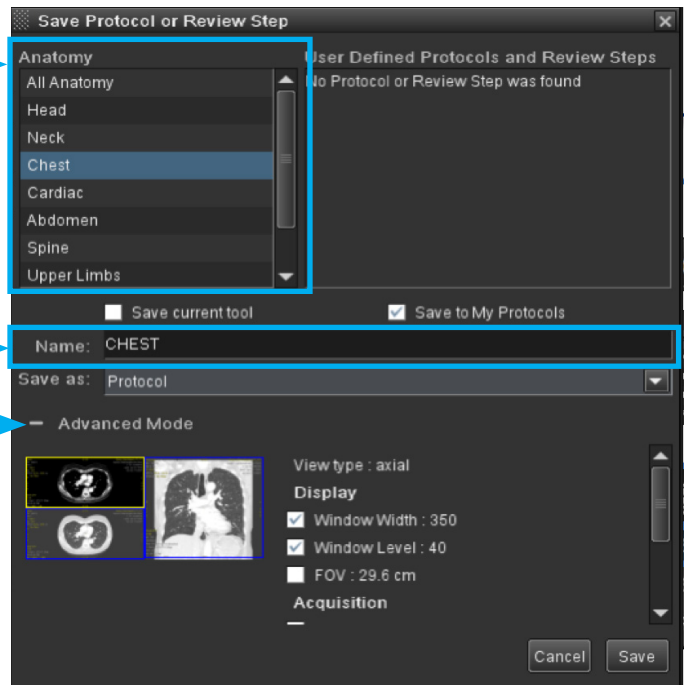 Save Protocol or Review Step
Anatomy
User Defined Protocols and Review Steps
All Anatomy
No Protocol or Review Step was found
Head
Neck
Chest
Cardiac
Abdomen
Spine
Upper Limbs
Save current tool
Save to My Protocols
Name: CHEST
Save as: Protocol
Advanced Mode
View type : axial
Display
Window Width : 350
Window Level : 40
FOV : 29.6 cm
Acquisition
Cancel Save